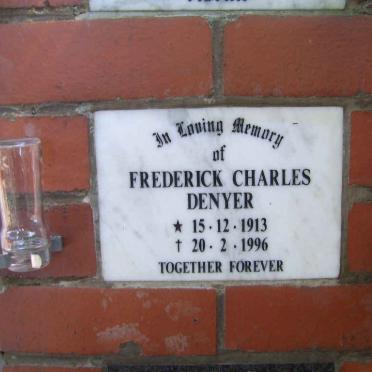 In Loving Memory
of
FREDERICK CHARLES
DENYER
★ 15·12·1913
† 20·2·1996
TOGETHER FOREVER